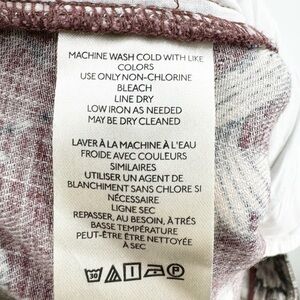 MACHINE WASH COLD WITH LIKE
COLORS
USE ONLY NON-CHLORINE
BLEACH
LINE DRY
LOW IRON AS NEEDED
MAY BE DRY CLEANED
LAVER À LA MACHINE À L'EAU
FROIDE AVEC COULEURS
SIMILAIRES
UTILISER UN AGENT DE
BLANCHIMENT SANS CHLORE SI
NÉCESSAIRE
LIGNE SEC
REPASSER, AU BESOIN, À TRÉS
BASSE TEMPÉRATURE
PEUT-ÊTRE ÊTRE NETTOYÉE
À SEC